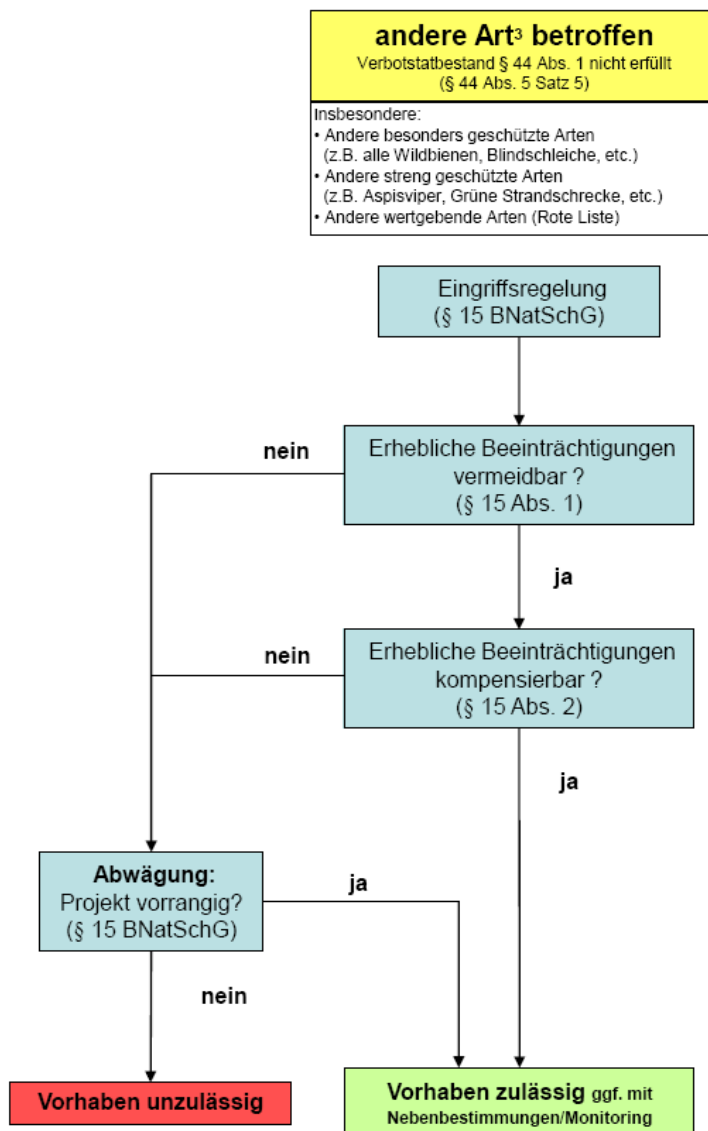 andere Art³ betroffen
Verbotstatbestand § 44 Abs. 1 nicht erfüllt
(§ 44 Abs. 5 Satz 5)
Insbesondere:
• Andere besonders geschützte Arten
(z.B. alle Wildbienen, Blindschleiche, etc.)
• Andere streng geschützte Arten
(z.B. Aspisviper, Grüne Strandschrecke, etc.)
• Andere wertgebende Arten (Rote Liste)
Eingriffsregelung
(§ 15 BNatSchG)
nein
Erhebliche Beeinträchtigungen
vermeidbar ?
(§ 15 Abs. 1)
ja
nein
Erhebliche Beeinträchtigungen
kompensierbar ?
(§ 15 Abs. 2)
ja
Abwägung:
Projekt vorrangig?
(§ 15 BNatSchG)
ja
nein
Vorhaben unzulässig
Vorhaben zulässig ggf. mit
Nebenbestimmungen/Monitoring